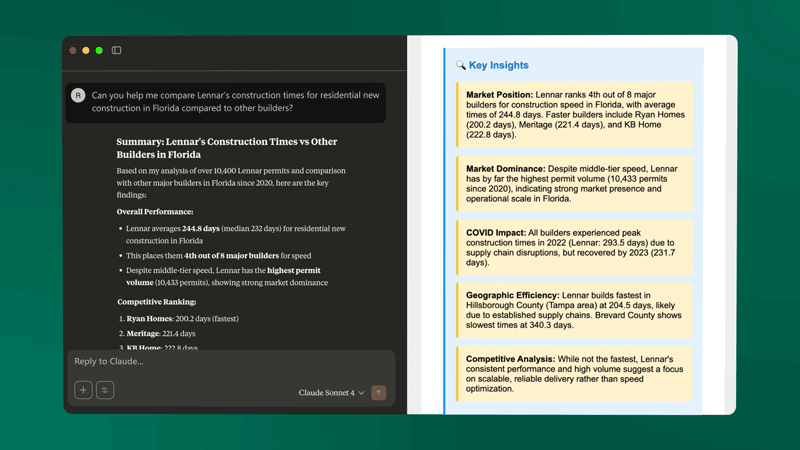 R
Can you help me compare Lennar's construction times for residential new
construction in Florida compared to other builders?
Summary: Lennar's Construction Times vs Other
Builders in Florida
Based on my analysis of over 10,400 Lennar permits and comparison
with other major builders in Florida since 2020, here are the key
findings:
Overall Performance:
• Lennar averages 244.8 days (median 232 days) for residential new
construction in Florida
• This places them 4th out of 8 major builders for speed
• Despite middle-tier speed, Lennar has the highest permit
volume (10,433 permits), showing strong market dominance
Competitive Ranking:
1. Ryan Homes: 200.2 days (fastest)
2. Meritage: 221.4 days
3. KB Home: 222.8 days
Reply to Claude...
Claude Sonnet 4
🔍 Key Insights
Market Position: Lennar ranks 4th out of 8 major
builders for construction speed in Florida, with average
times of 244.8 days. Faster builders include Ryan Homes
(200.2 days), Meritage (221.4 days), and KB Home
(222.8 days).
Market Dominance: Despite middle-tier speed, Lennar
has by far the highest permit volume (10,433 permits
since 2020), indicating strong market presence and
operational scale in Florida.
COVID Impact: All builders experienced peak
construction times in 2022 (Lennar: 293.5 days) due to
supply chain disruptions, but recovered by 2023 (231.7
days).
Geographic Efficiency: Lennar builds fastest in
Hillsborough County (Tampa area) at 204.5 days, likely
due to established supply chains. Brevard County shows
slowest times at 340.3 days.
Competitive Analysis: While not the fastest, Lennar's
consistent performance and high volume suggest a focus
on scalable, reliable delivery rather than speed
optimization.